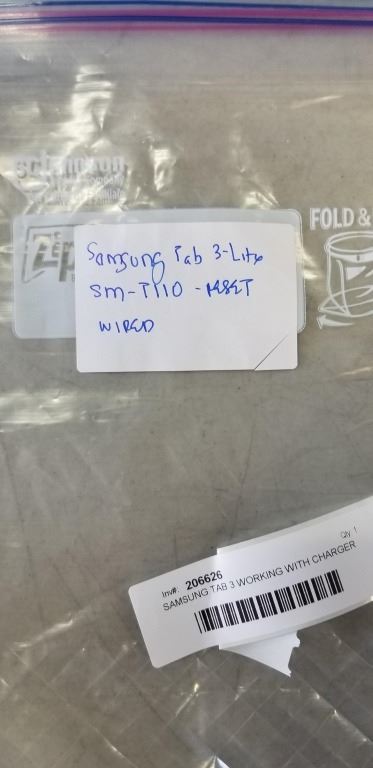 FOLD &
Samsung Tab 3-Lite
SM-T110 - RESET
WIPED
Qty: 1
Inv#: 206626
SAMSUNG TAB 3 WORKING WITH CHARGER